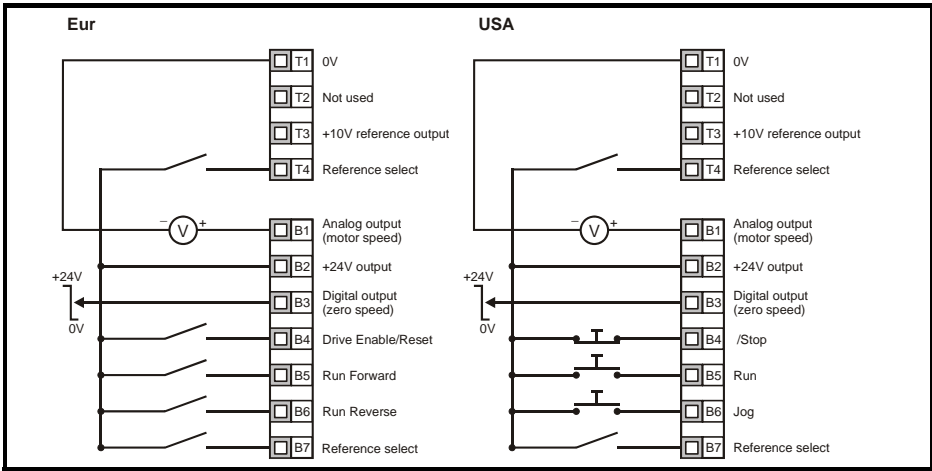 Eur
T1 0V
T2 Not used
T3 +10V reference output
T4 Reference select
− V +
B1 Analog output
(motor speed)
B2 +24V output
+24V
0V
B3 Digital output
(zero speed)
B4 Drive Enable/Reset
B5 Run Forward
B6 Run Reverse
B7 Reference select
USA
T1 0V
T2 Not used
T3 +10V reference output
T4 Reference select
− V +
B1 Analog output
(motor speed)
B2 +24V output
+24V
0V
B3 Digital output
(zero speed)
B4 /Stop
B5 Run
B6 Jog
B7 Reference select